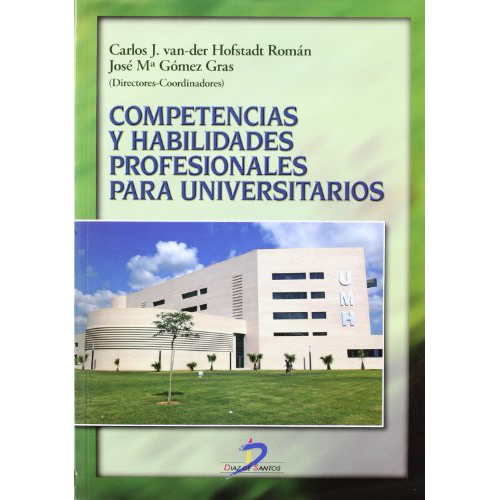 Carlos J. van-der Hofstadt Román
José Mª Gómez Gras
(Directores-Coordinadores)
COMPETENCIAS
Y HABILIDADES
PROFESIONALES
PARA UNIVERSITARIOS
UMH
DIAZ DE SANTOS